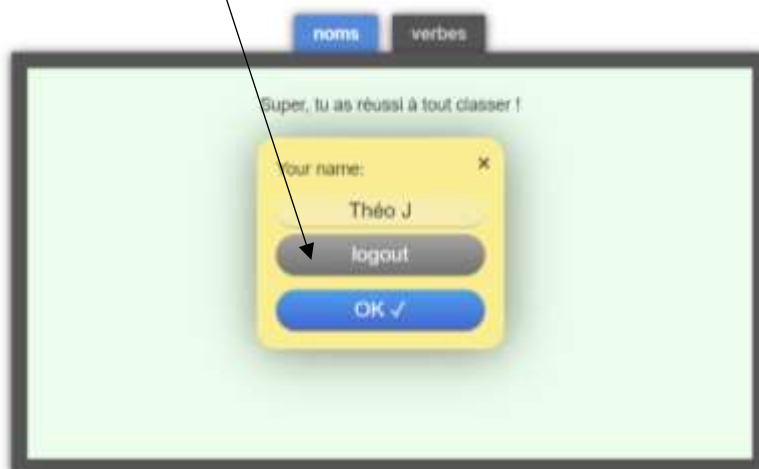 noms verbes
Super, tu as réussi à tout classer !
Your name: ×
Théo J
logout
OK ✓